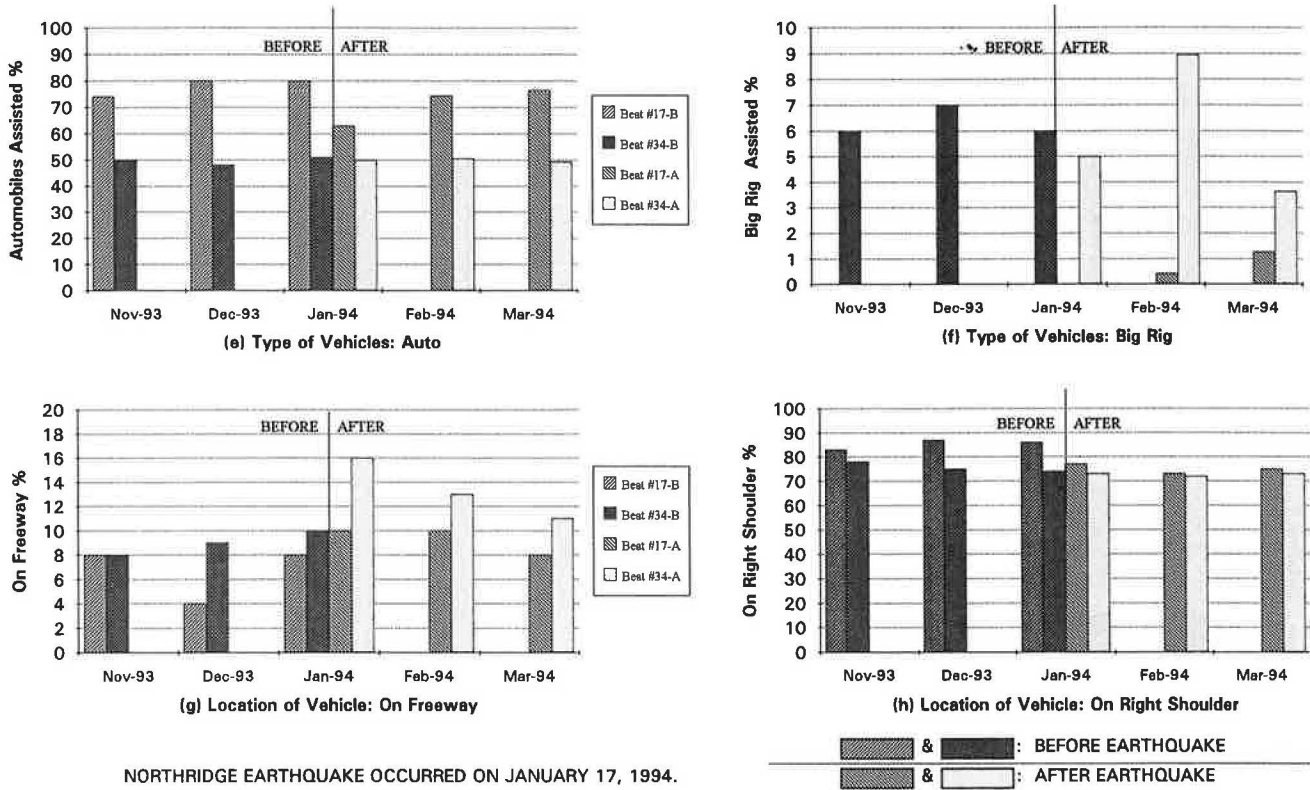 Automobiles Assisted %
100
90
80
70
60
50
40
30
20
10
0
BEFORE AFTER
Nov-93 Dec-93 Jan-94 Feb-94 Mar-94
(e) Type of Vehicles: Auto
Beat #17-B
Beat #34-B
Beat #17-A
Beat #34-A
Big Rig Assisted %
10
9
8
7
6
5
4
3
2
1
0
BEFORE AFTER
Nov-93 Dec-93 Jan-94 Feb-94 Mar-94
(f) Type of Vehicles: Big Rig
On Freeway %
20
18
16
14
12
10
8
6
4
2
0
BEFORE AFTER
Nov-93 Dec-93 Jan-94 Feb-94 Mar-94
(g) Location of Vehicle: On Freeway
Beat #17-B
Beat #34-B
Beat #17-A
Beat #34-A
On Right Shoulder %
100
90
80
70
60
50
40
30
20
10
0
BEFORE AFTER
Nov-93 Dec-93 Jan-94 Feb-94 Mar-94
(h) Location of Vehicle: On Right Shoulder
& : BEFORE EARTHQUAKE
& : AFTER EARTHQUAKE
NORTHRIDGE EARTHQUAKE OCCURRED ON JANUARY 17, 1994.